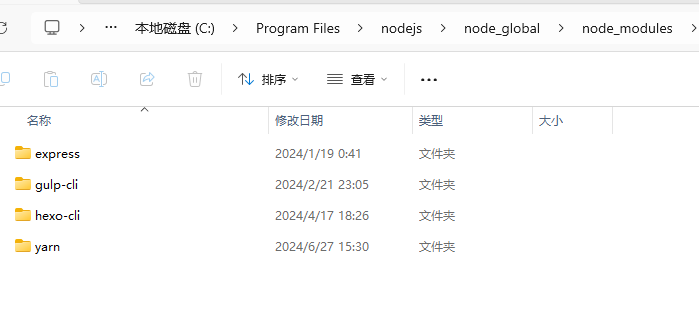 本地磁盘 (C:) Program Files nodejs node_global node_modules
排序 查看
名称 修改日期 类型 大小
express 2024/1/19 0:41 文件夹
gulp-cli 2024/2/21 23:05 文件夹
hexo-cli 2024/4/17 18:26 文件夹
yarn 2024/6/27 15:30 文件夹